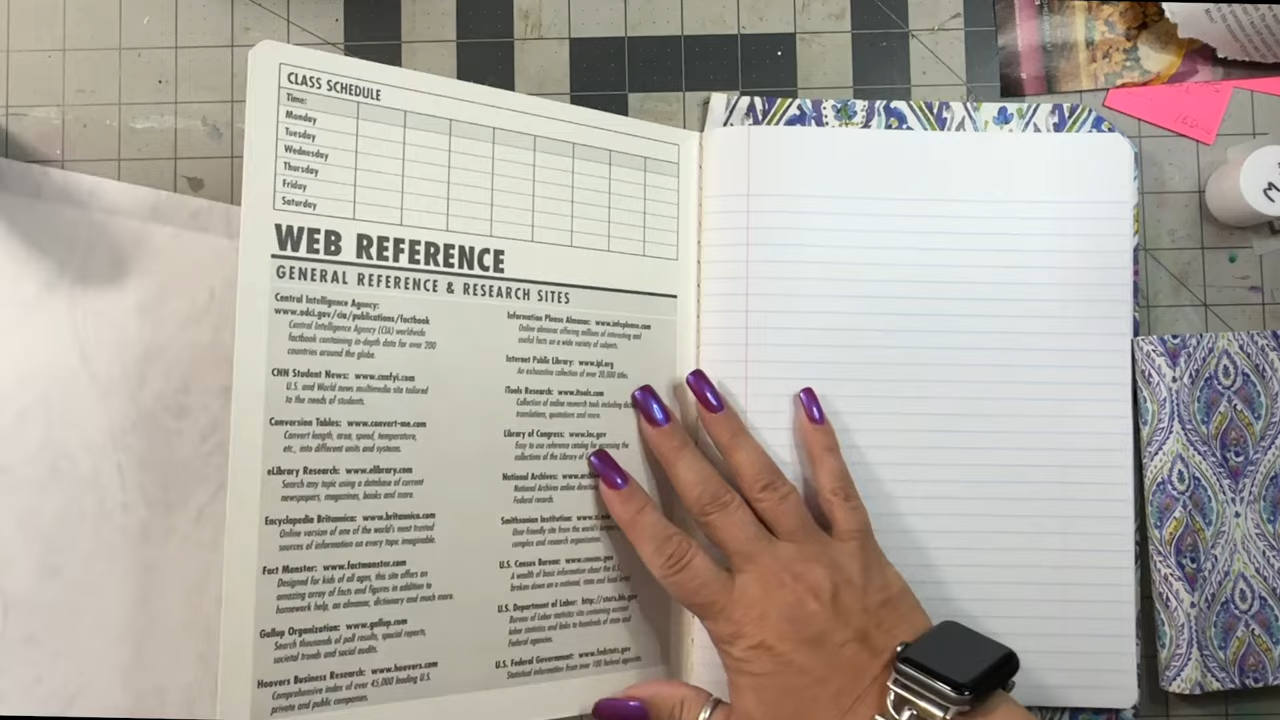 CLASS SCHEDULE
Time:
Monday
Tuesday
Wednesday
Thursday
Friday
Saturday
WEB REFERENCE
GENERAL REFERENCE & RESEARCH SITES
Central Intelligence Agency:
www.odci.gov/cia/publications/factbook
Central Intelligence Agency (CIA) worldwide
factbook containing in-depth data for over 200
countries around the globe.
CNN Student News: www.cnnfyi.com
U.S. and World news multimedia site tailored
to the needs of students.
Conversion Tables: www.convert-me.com
Convert length, area, speed, temperature,
etc., into different units and systems.
eLibrary Research: www.elibrary.com
Search any topic using a database of current
newspapers, magazines, books and more.
Encyclopedia Britannica: www.britannica.com
Online version of one of the world's most trusted
sources of information on every topic imaginable.
Fact Monster: www.factmonster.com
Designed for kids of all ages, this site offers an
amazing array of facts and figures in addition to
homework help, an almanac, dictionary and much more.
Gallup Organization: www.gallup.com
Search thousands of poll results, special reports,
societal trends and social audits.
Hoovers Business Research: www.hoovers.com
Comprehensive index of over 45,000 leading U.S.
private and public companies.
Information Please Almanac: www.infoplease.com
Online almanac offering millions of interesting and
useful facts on a wide variety of subjects.
Internet Public Library: www.ipl.org
An exhaustive collection of over 20,000 titles.
iTools Research: www.itools.com
Collection of online research tools including
translations, quotations and more.
Library of Congress: www.loc.gov
Easy to use reference catalog for accessing the
collections of the Library of
National Archives:
National Archives online
Federal records.
Smithsonian Institution:
User-friendly site from the world's
complex and research organization.
U.S. Census Bureau: www.census.gov
A wealth of basic information about the U.S.
broken down on a national, state and local
U.S. Department of Labor: http://stats.bls.gov
Bureau of Labor statistics site containing current
labor statistics and links to hundreds of state and
Federal agencies.
U.S. Federal Government: www.fedstats.gov
Statistical information from over 100 Federal agencies.